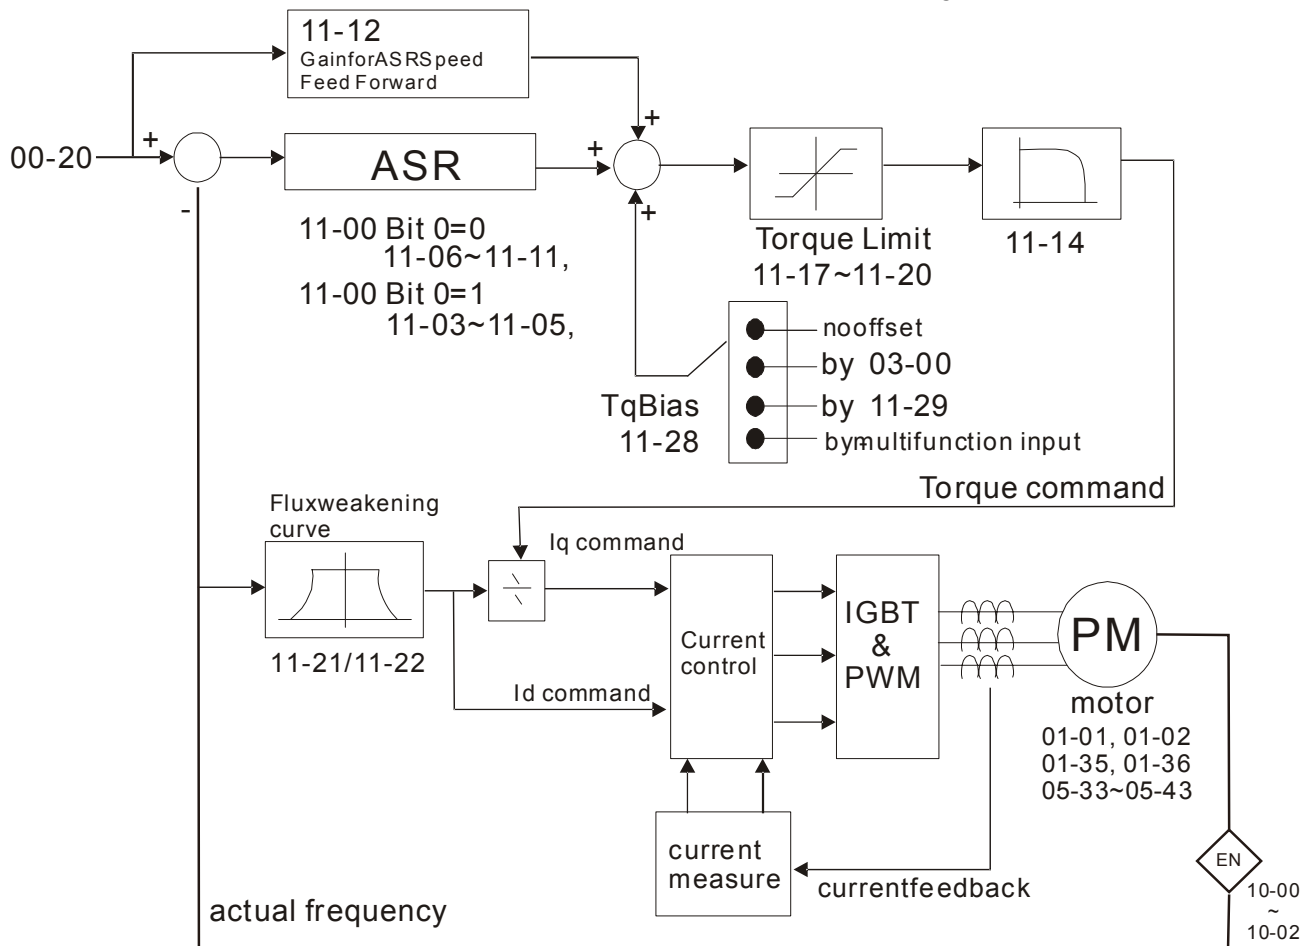 11-12
GainforASRSpeed
Feed Forward
+
00-20
+
ASR
+
-
+
11-00 Bit 0=0
11-06~11-11,
11-00 Bit 0=1
11-03~11-05,
Torque Limit
11-17~11-20
11-14
nooffset
by 03-00
by 11-29
bymultifunction input
TqBias
11-28
Torque command
Fluxweakening
curve
Iq command
11-21/11-22
Id command
Current
control
IGBT
&
PWM
PM
motor
01-01, 01-02
01-35, 01-36
05-33~05-43
current
measure
currentfeedback
EN
10-00
~
10-02
actual frequency